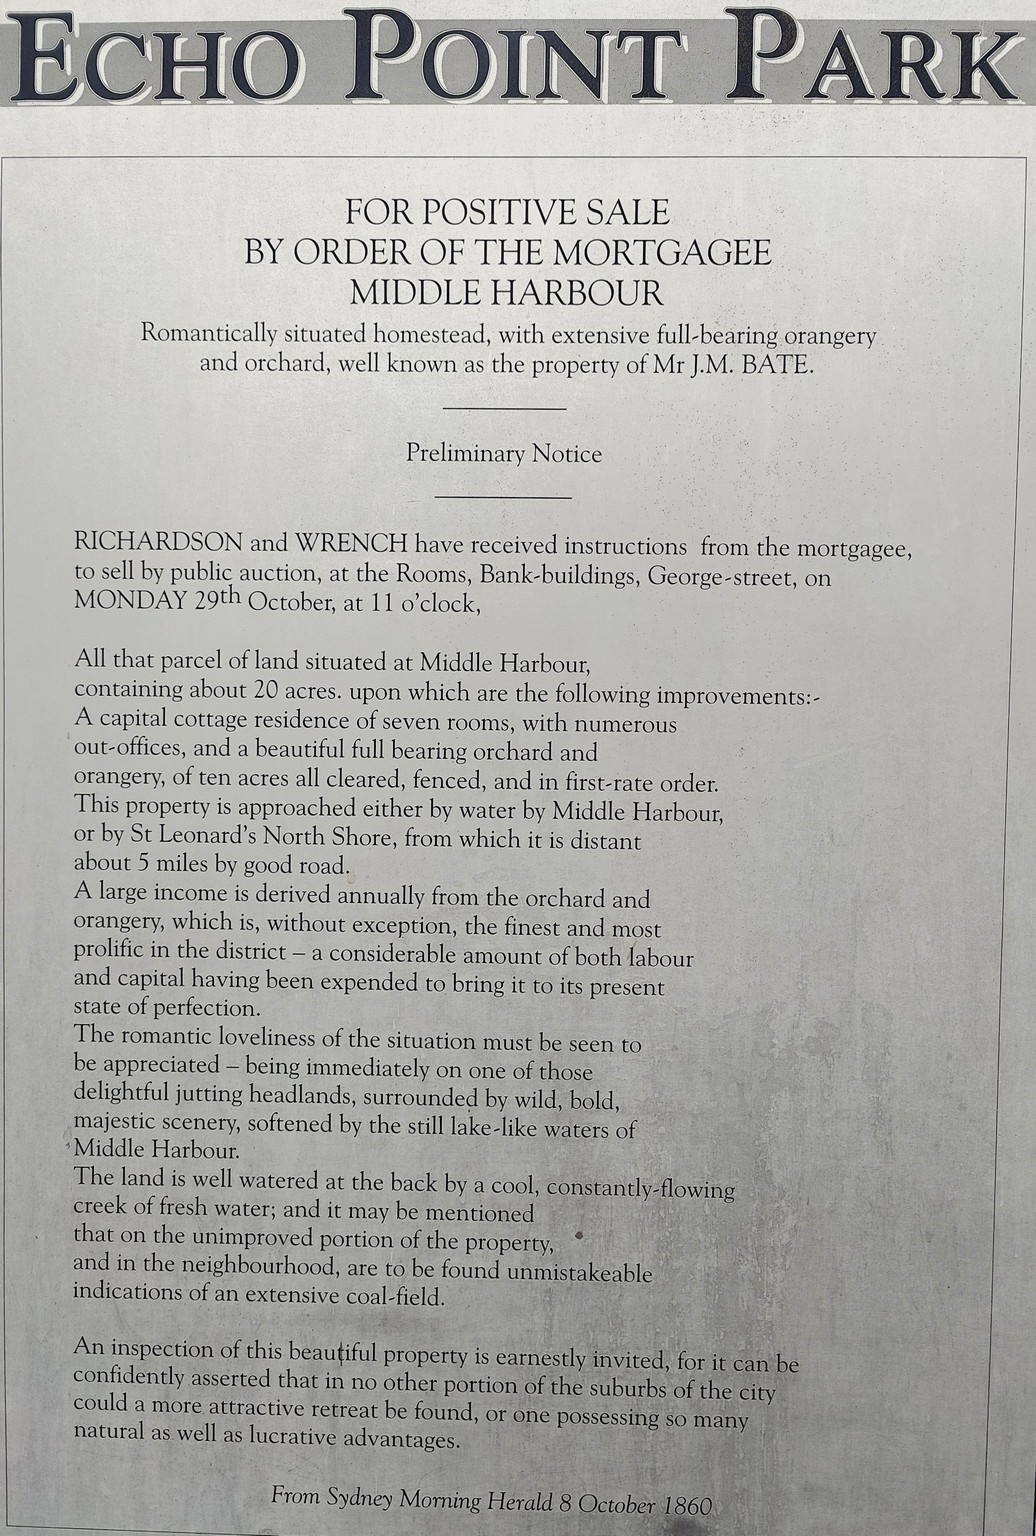 ECHO POINT PARK
FOR POSITIVE SALE
BY ORDER OF THE MORTGAGEE
MIDDLE HARBOUR
Romantically situated homestead, with extensive full-bearing orangery
and orchard, well known as the property of Mr J.M. BATE.
Preliminary Notice
RICHARDSON and WRENCH have received instructions from the mortgagee,
to sell by public auction, at the Rooms, Bank-buildings, George-street, on
MONDAY 29th October, at 11 o'clock,
All that parcel of land situated at Middle Harbour,
containing about 20 acres. upon which are the following improvements:-
A capital cottage residence of seven rooms, with numerous
out-offices, and a beautiful full bearing orchard and
orangery, of ten acres all cleared, fenced, and in first-rate order.
This property is approached either by water by Middle Harbour,
or by St Leonard's North Shore, from which it is distant
about 5 miles by good road.
A large income is derived annually from the orchard and
orangery, which is, without exception, the finest and most
prolific in the district – a considerable amount of both labour
and capital having been expended to bring it to its present
state of perfection.
The romantic loveliness of the situation must be seen to
be appreciated – being immediately on one of those
delightful jutting headlands, surrounded by wild, bold,
majestic scenery, softened by the still lake-like waters of
Middle Harbour.
The land is well watered at the back by a cool, constantly-flowing
creek of fresh water; and it may be mentioned
that on the unimproved portion of the property,
and in the neighbourhood, are to be found unmistakeable
indications of an extensive coal-field.
An inspection of this beautiful property is earnestly invited, for it can be
confidently asserted that in no other portion of the suburbs of the city
could a more attractive retreat be found, or one possessing so many
natural as well as lucrative advantages.
From Sydney Morning Herald 8 October 1860